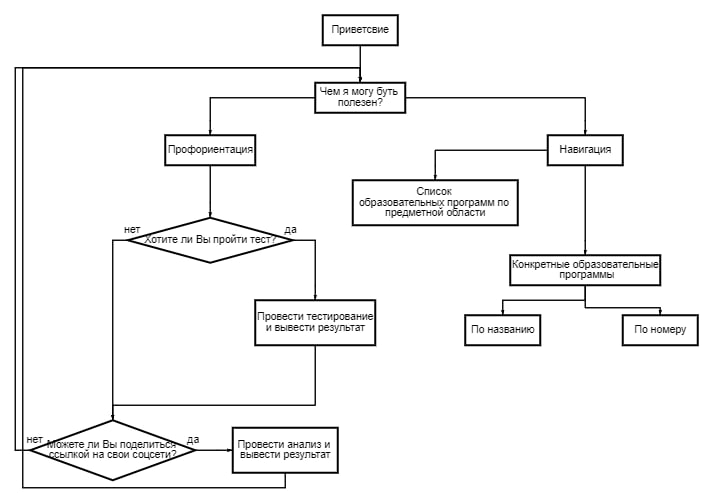 Приветсвие
Чем я могу буть
полезен?
Профориентация
Навигация
Список
образовательных программ по
предметной области
нет
да
Хотите ли Вы пройти тест?
Конкретные образовательные
программы
Провести тестирование
и вывести результат
По названию
По номеру
нет
да
Можете ли Вы поделиться
ссылкой на свои соцсети?
Провести анализ и
вывести результат